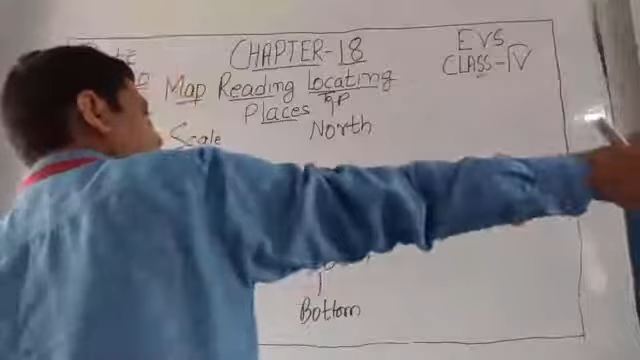 CHAPTER-18
EVS
CLASS-IV
Map Reading Locating
Places
Top
North
Scale
Bottom